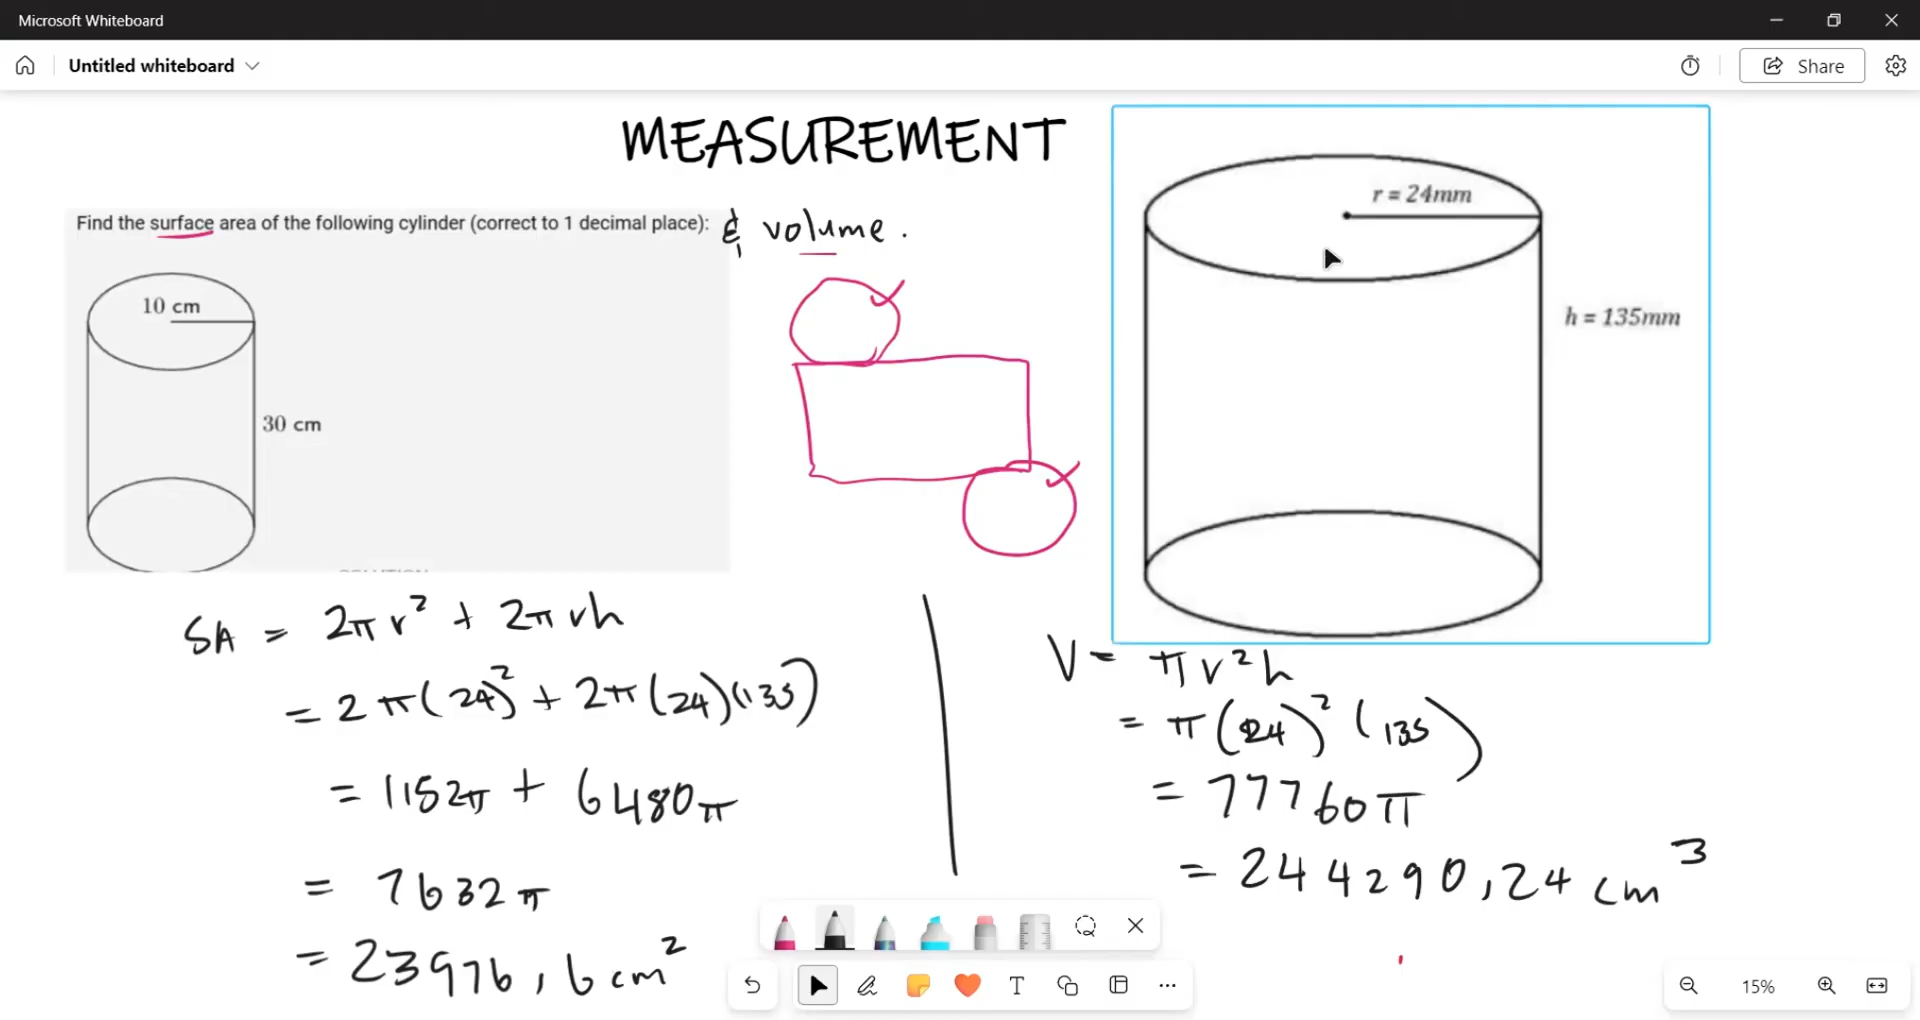 Microsoft Whiteboard
Untitled whiteboard
Share
MEASUREMENT
Find the surface area of the following cylinder (correct to 1 decimal place): & volume.
10 cm
30 cm
r = 24mm
h = 135mm
SA = 2πr² + 2πrh
= 2π(24)² + 2π(24)(135)
= 1152π + 6480π
= 7632π
= 23976,6 cm²
V = πr²h
= π(24)²(135)
= 77760π
= 244290,24 cm³
T
15%